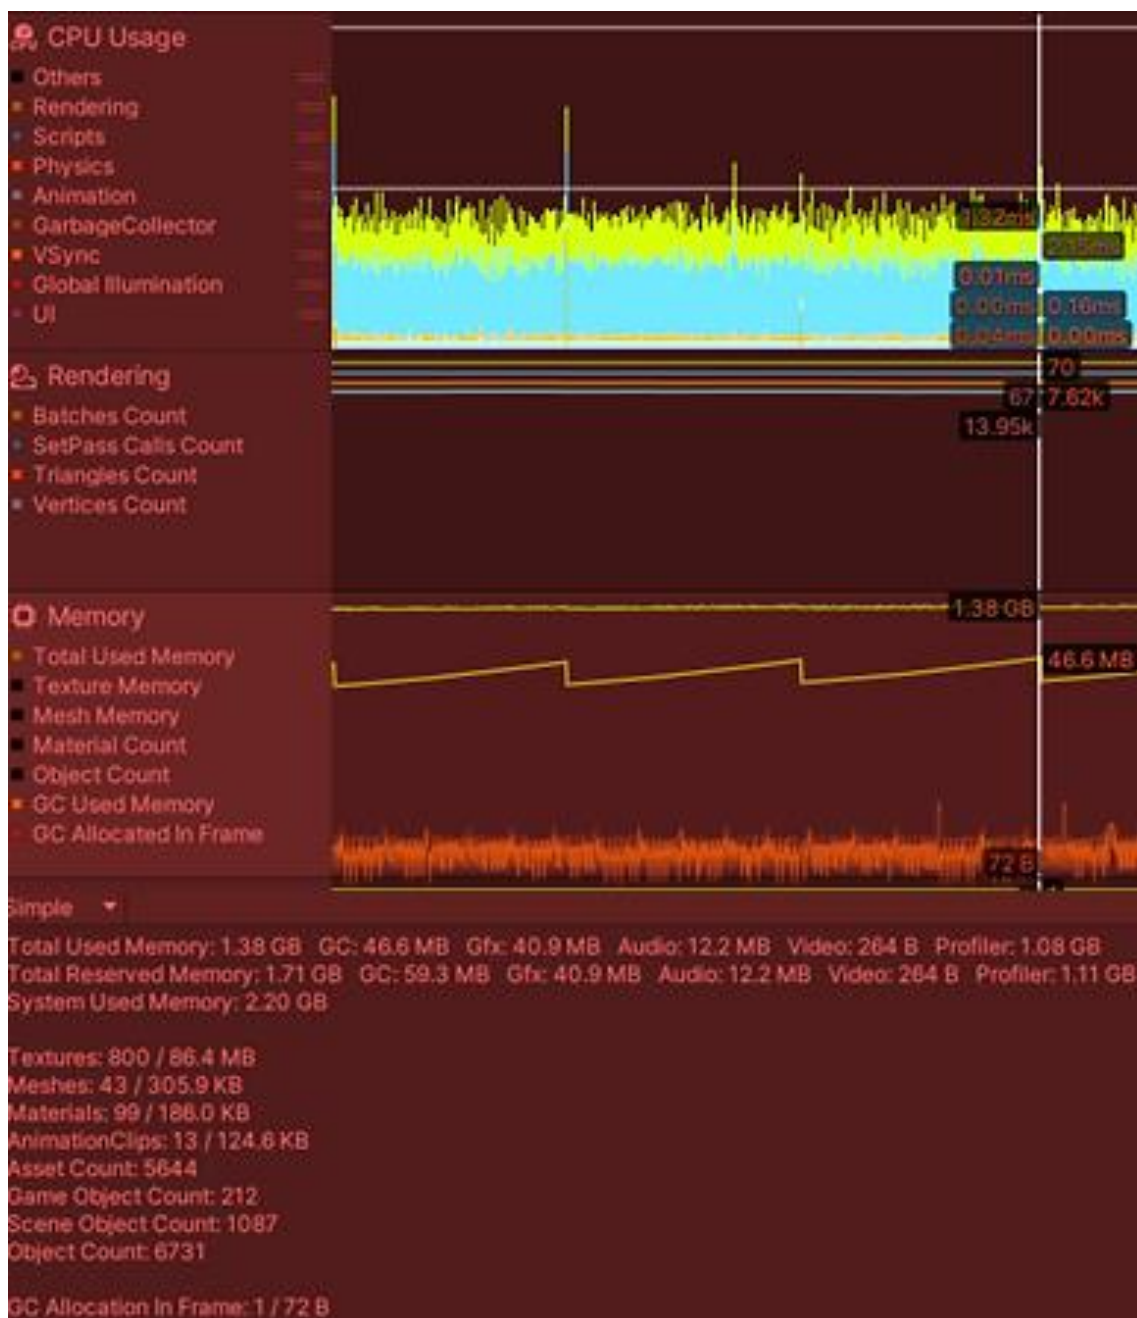 CPU Usage
Others
Rendering
Scripts
Physics
Animation
GarbageCollector
VSync
Global Illumination
UI
1.32ms
2.15ms
0.01ms
0.00ms 0.16ms
0.04ms 0.00ms
Rendering
Batches Count
SetPass Calls Count
Triangles Count
Vertices Count
70
67 7.62k
13.95k
Memory
Total Used Memory
Texture Memory
Mesh Memory
Material Count
Object Count
GC Used Memory
GC Allocated In Frame
1.38 GB
46.6 MB
72 B
Simple
Total Used Memory: 1.38 GB GC: 46.6 MB Gfx: 40.9 MB Audio: 12.2 MB Video: 264 B Profiler: 1.08 GB
Total Reserved Memory: 1.71 GB GC: 59.3 MB Gfx: 40.9 MB Audio: 12.2 MB Video: 264 B Profiler: 1.11 GB
System Used Memory: 2.20 GB
Textures: 800 / 86.4 MB
Meshes: 43 / 305.9 KB
Materials: 99 / 186.0 KB
AnimationClips: 13 / 124.6 KB
Asset Count: 5644
Game Object Count: 212
Scene Object Count: 1087
Object Count: 6731
GC Allocation In Frame: 1 / 72 B